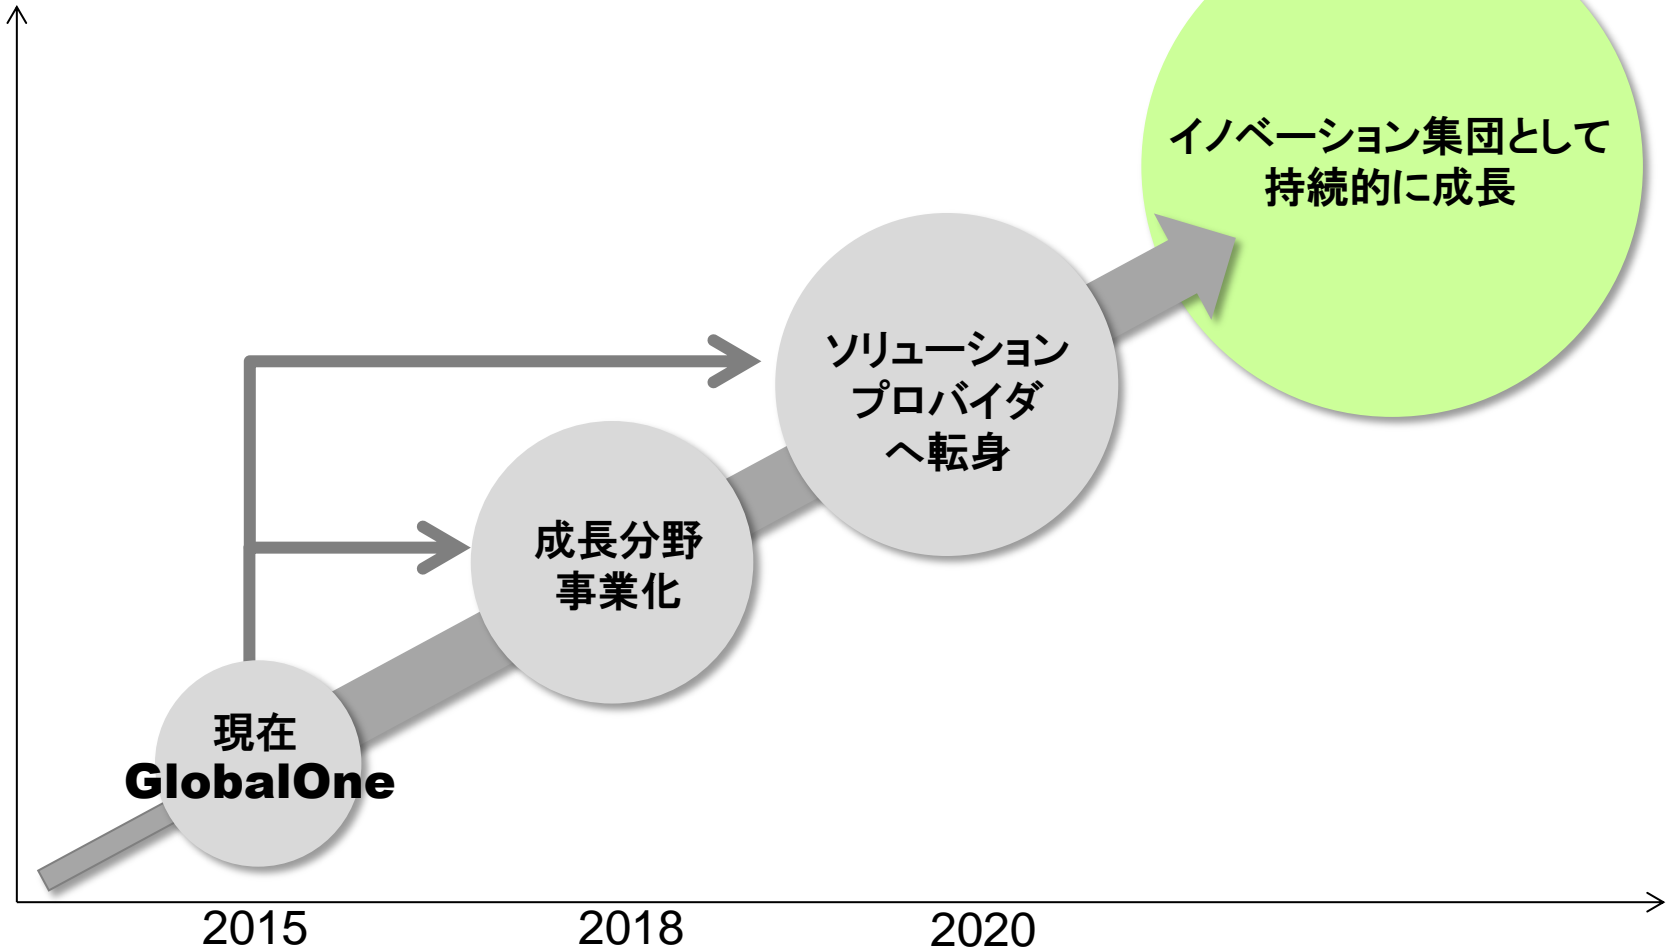 イノベーション集団として
持続的に成長
ソリューション
プロバイダ
へ転身
成長分野
事業化
現在
GlobalOne
2015
2018
2020